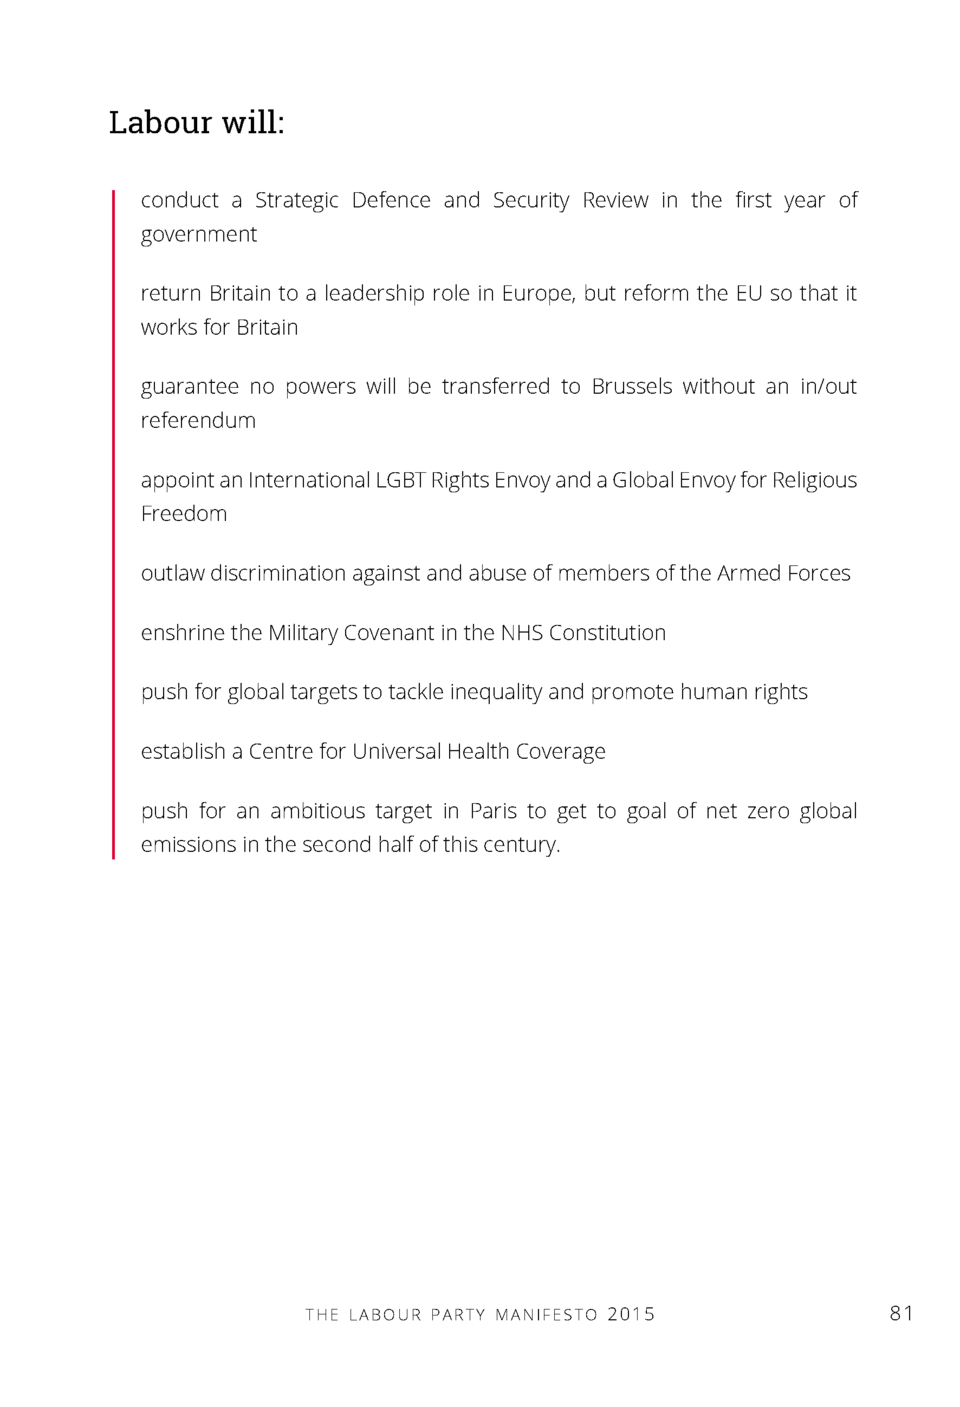 Labour will:
conduct a Strategic Defence and Security Review in the first year of
government
return Britain to a leadership role in Europe, but reform the EU so that it
works for Britain
guarantee no powers will be transferred to Brussels without an in/out
referendum
appoint an International LGBT Rights Envoy and a Global Envoy for Religious
Freedom
outlaw discrimination against and abuse of members of the Armed Forces
enshrine the Military Covenant in the NHS Constitution
push for global targets to tackle inequality and promote human rights
establish a Centre for Universal Health Coverage
push for an ambitious target in Paris to get to goal of net zero global
emissions in the second half of this century.
THE LABOUR PARTY MANIFESTO 2015 81